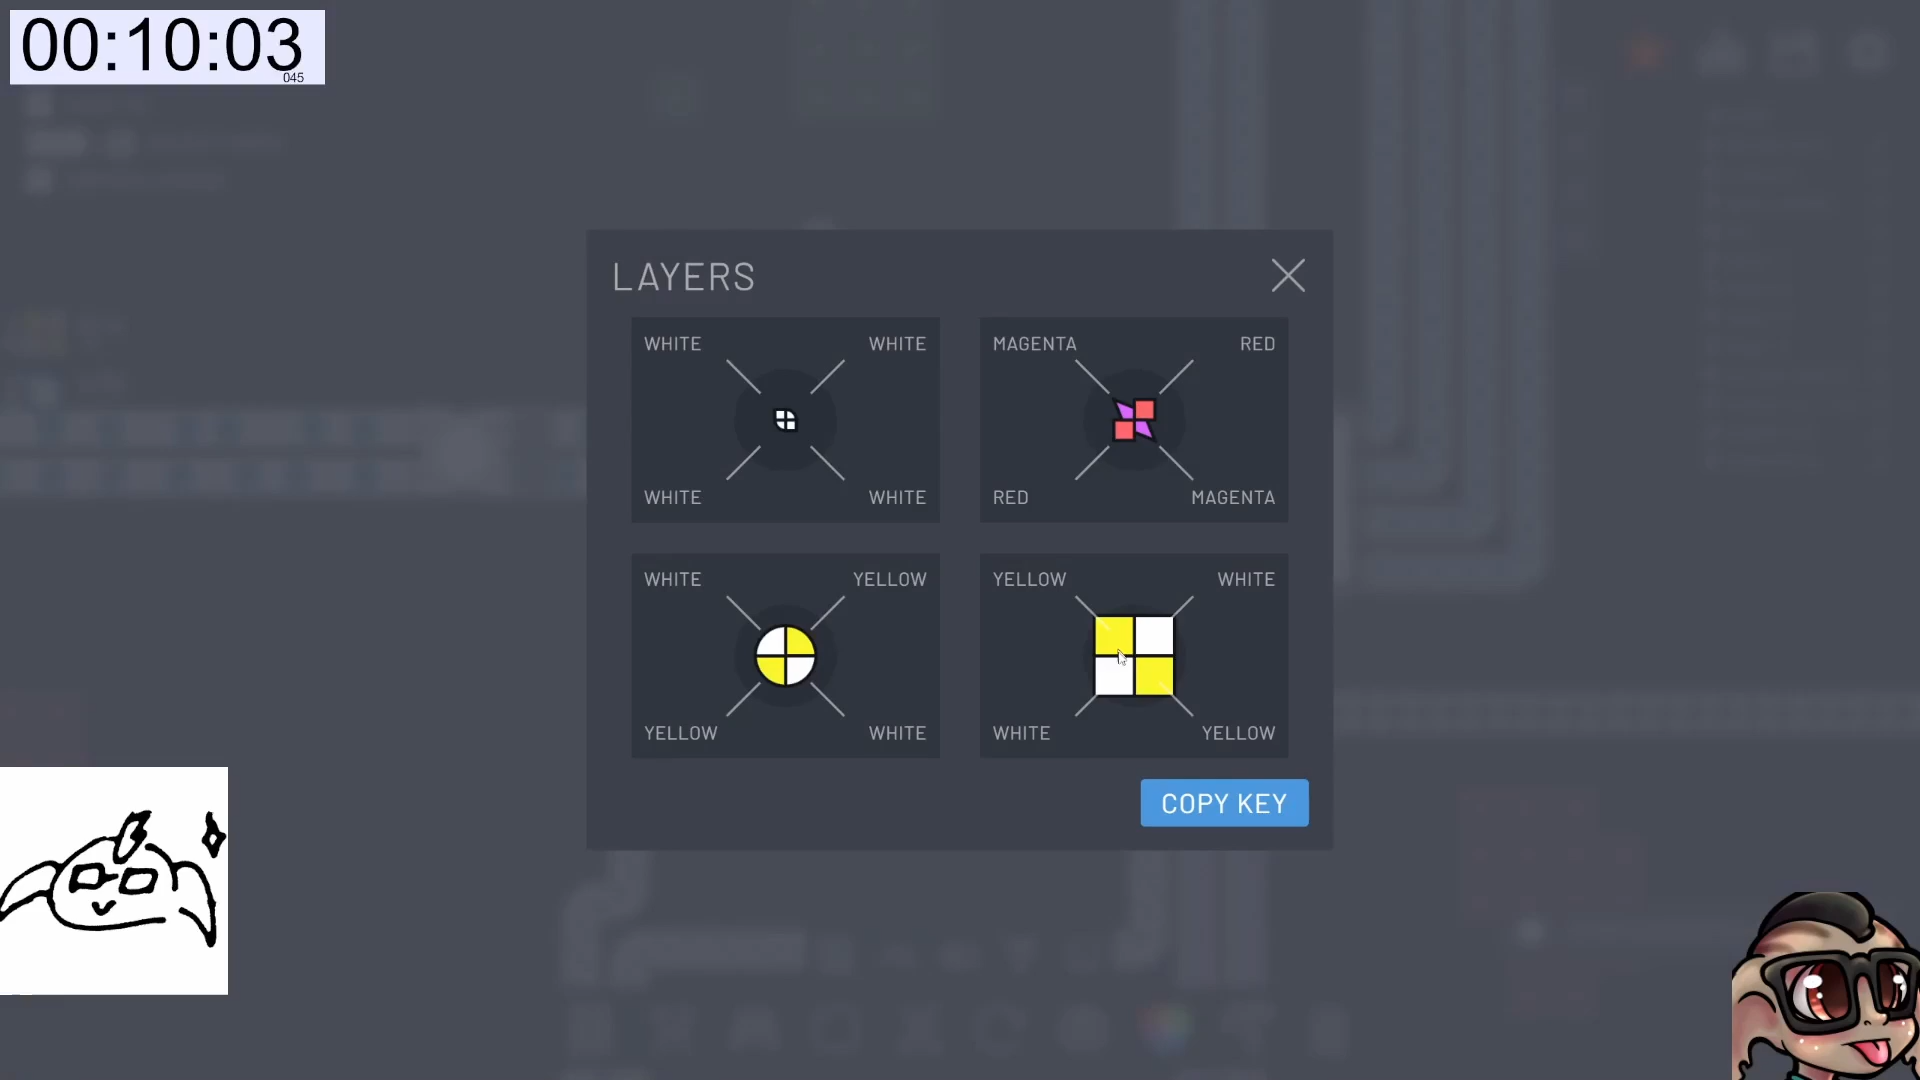 00:10:03
045
LAYERS
WHITE WHITE
WHITE WHITE
MAGENTA RED
RED MAGENTA
WHITE YELLOW
YELLOW WHITE
YELLOW WHITE
WHITE YELLOW
COPY KEY